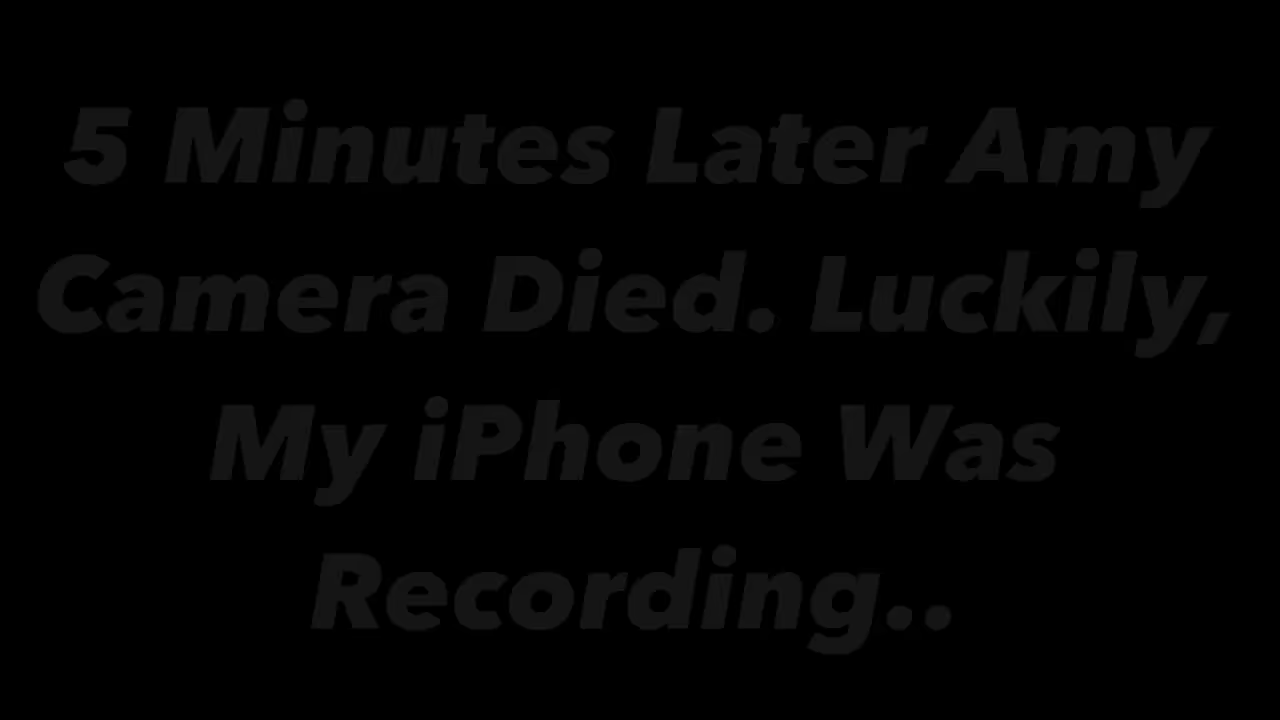 5 Minutes Later Amy
Camera Died. Luckily,
My iPhone Was
Recording..